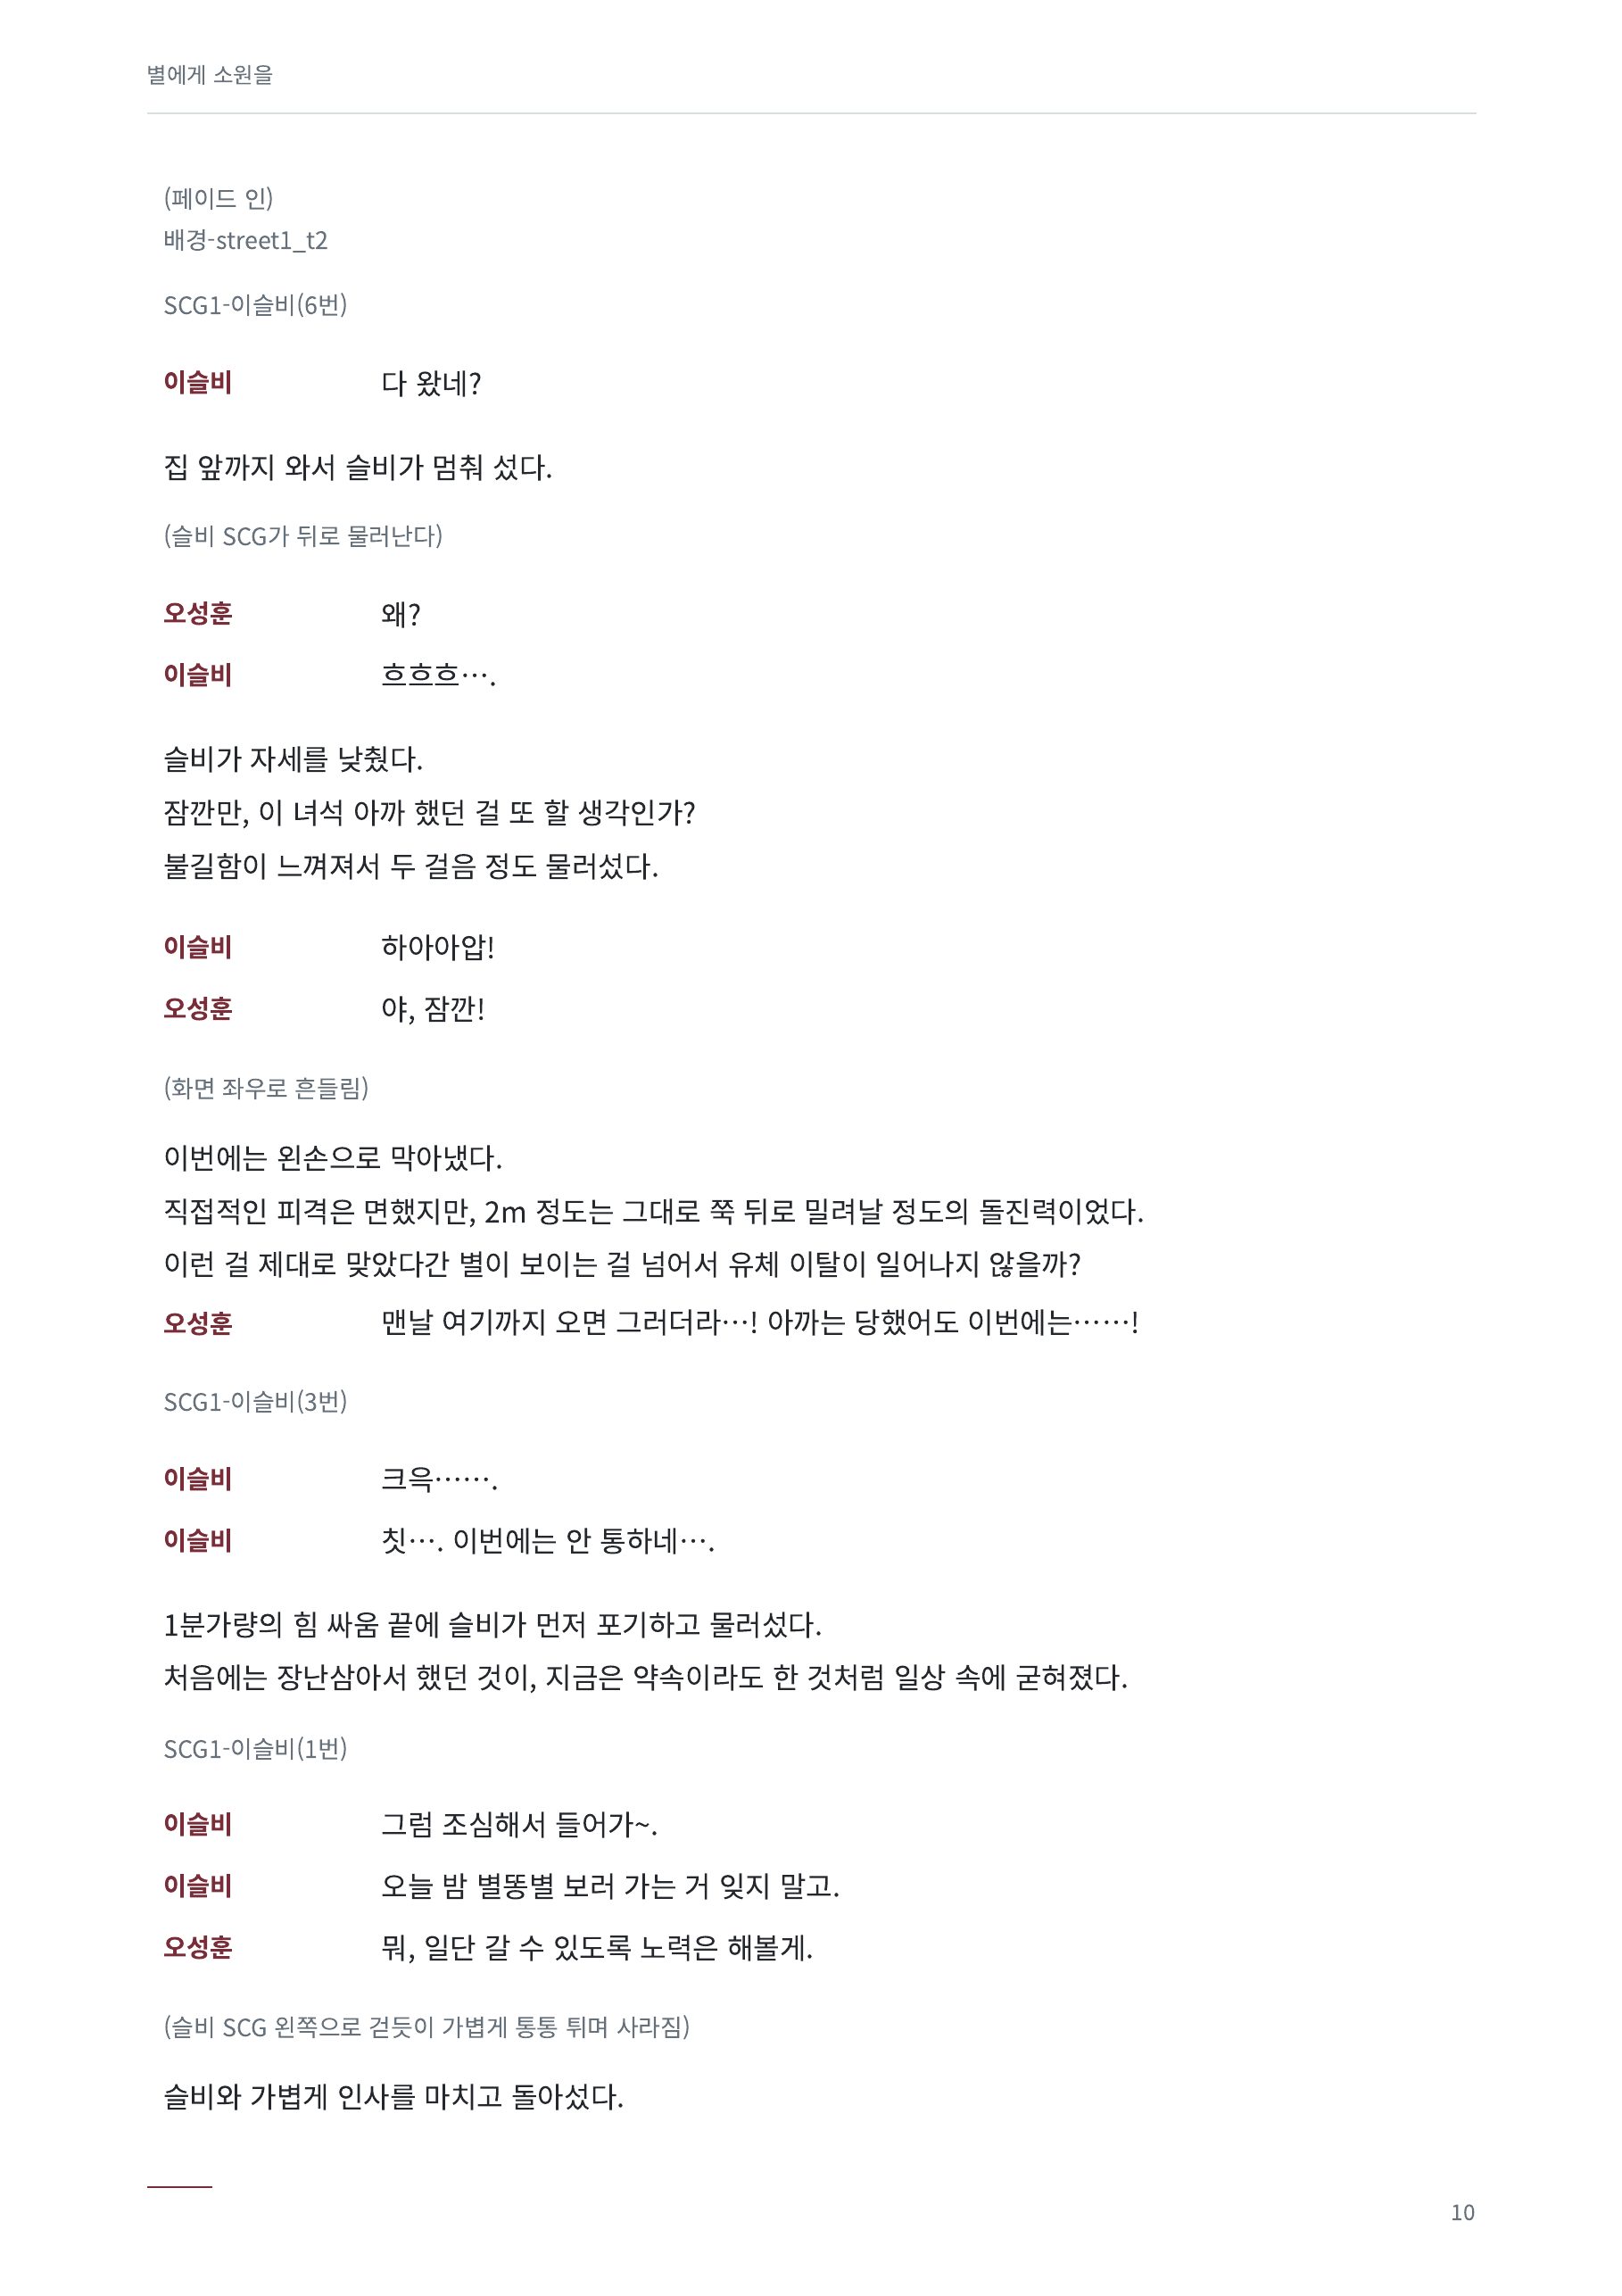 별에게 소원을
(페이드 인)
배경-street1_t2
SCG1-이슬비(6번)
이슬비 다 왔네?
집 앞까지 와서 슬비가 멈춰 섰다.
(슬비 SCG가 뒤로 물러난다)
오성훈 왜?
이슬비 흐흐흐….
슬비가 자세를 낮췄다.
잠깐만, 이 녀석 아까 했던 걸 또 할 생각인가?
불길함이 느껴져서 두 걸음 정도 물러섰다.
이슬비 하아아압!
오성훈 야, 잠깐!
(화면 좌우로 흔들림)
이번에는 왼손으로 막아냈다.
직접적인 피격은 면했지만, 2m 정도는 그대로 쭉 뒤로 밀려날 정도의 돌진력이었다.
이런 걸 제대로 맞았다간 별이 보이는 걸 넘어서 유체 이탈이 일어나지 않을까?
오성훈 맨날 여기까지 오면 그러더라…! 아까는 당했어도 이번에는……!
SCG1-이슬비(3번)
이슬비 크윽…….
이슬비 칫…. 이번에는 안 통하네….
1분가량의 힘 싸움 끝에 슬비가 먼저 포기하고 물러섰다.
처음에는 장난삼아서 했던 것이, 지금은 약속이라도 한 것처럼 일상 속에 굳혀졌다.
SCG1-이슬비(1번)
이슬비 그럼 조심해서 들어가~.
이슬비 오늘 밤 별똥별 보러 가는 거 잊지 말고.
오성훈 뭐, 일단 갈 수 있도록 노력은 해볼게.
(슬비 SCG 왼쪽으로 걷듯이 가볍게 통통 튀며 사라짐)
슬비와 가볍게 인사를 마치고 돌아섰다.
10